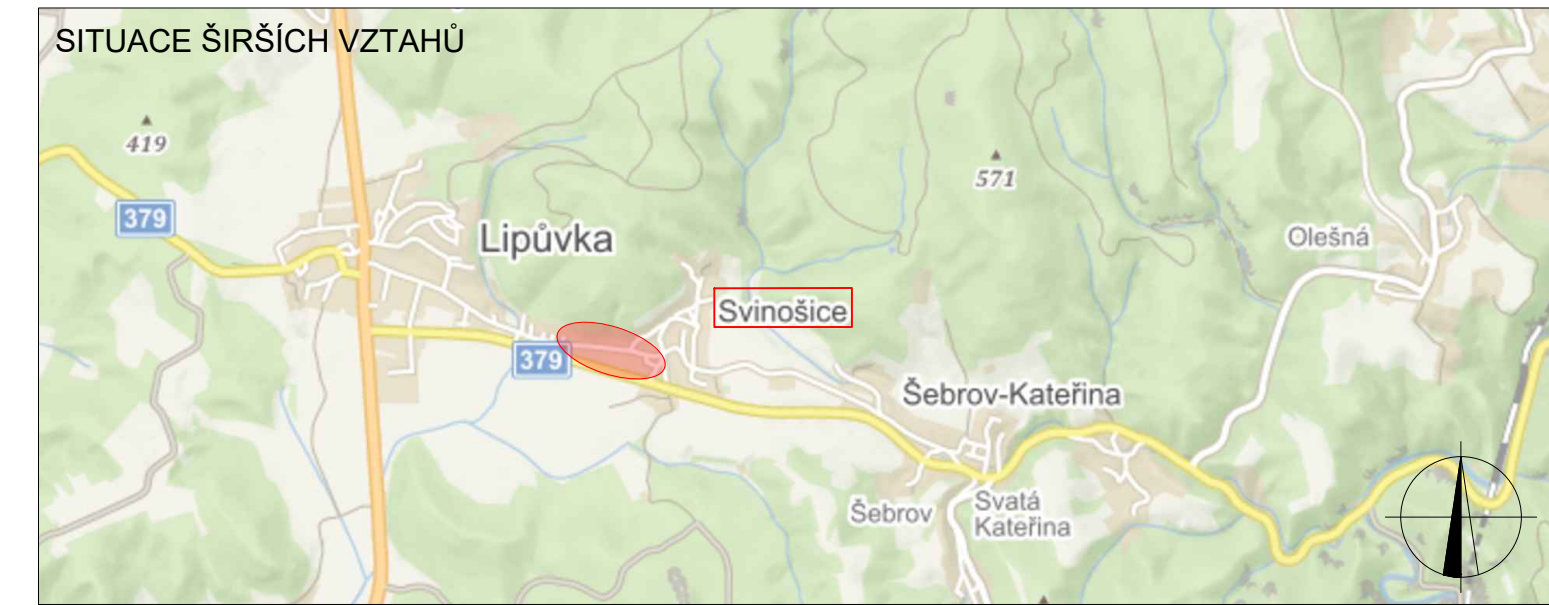 SITUACE ŠIRŠÍCH VZTAHŮ
419
571
379
Olešná
Lipůvka
Svinošice
379
Šebrov-Kateřina
Šebrov
Svatá
Kateřina